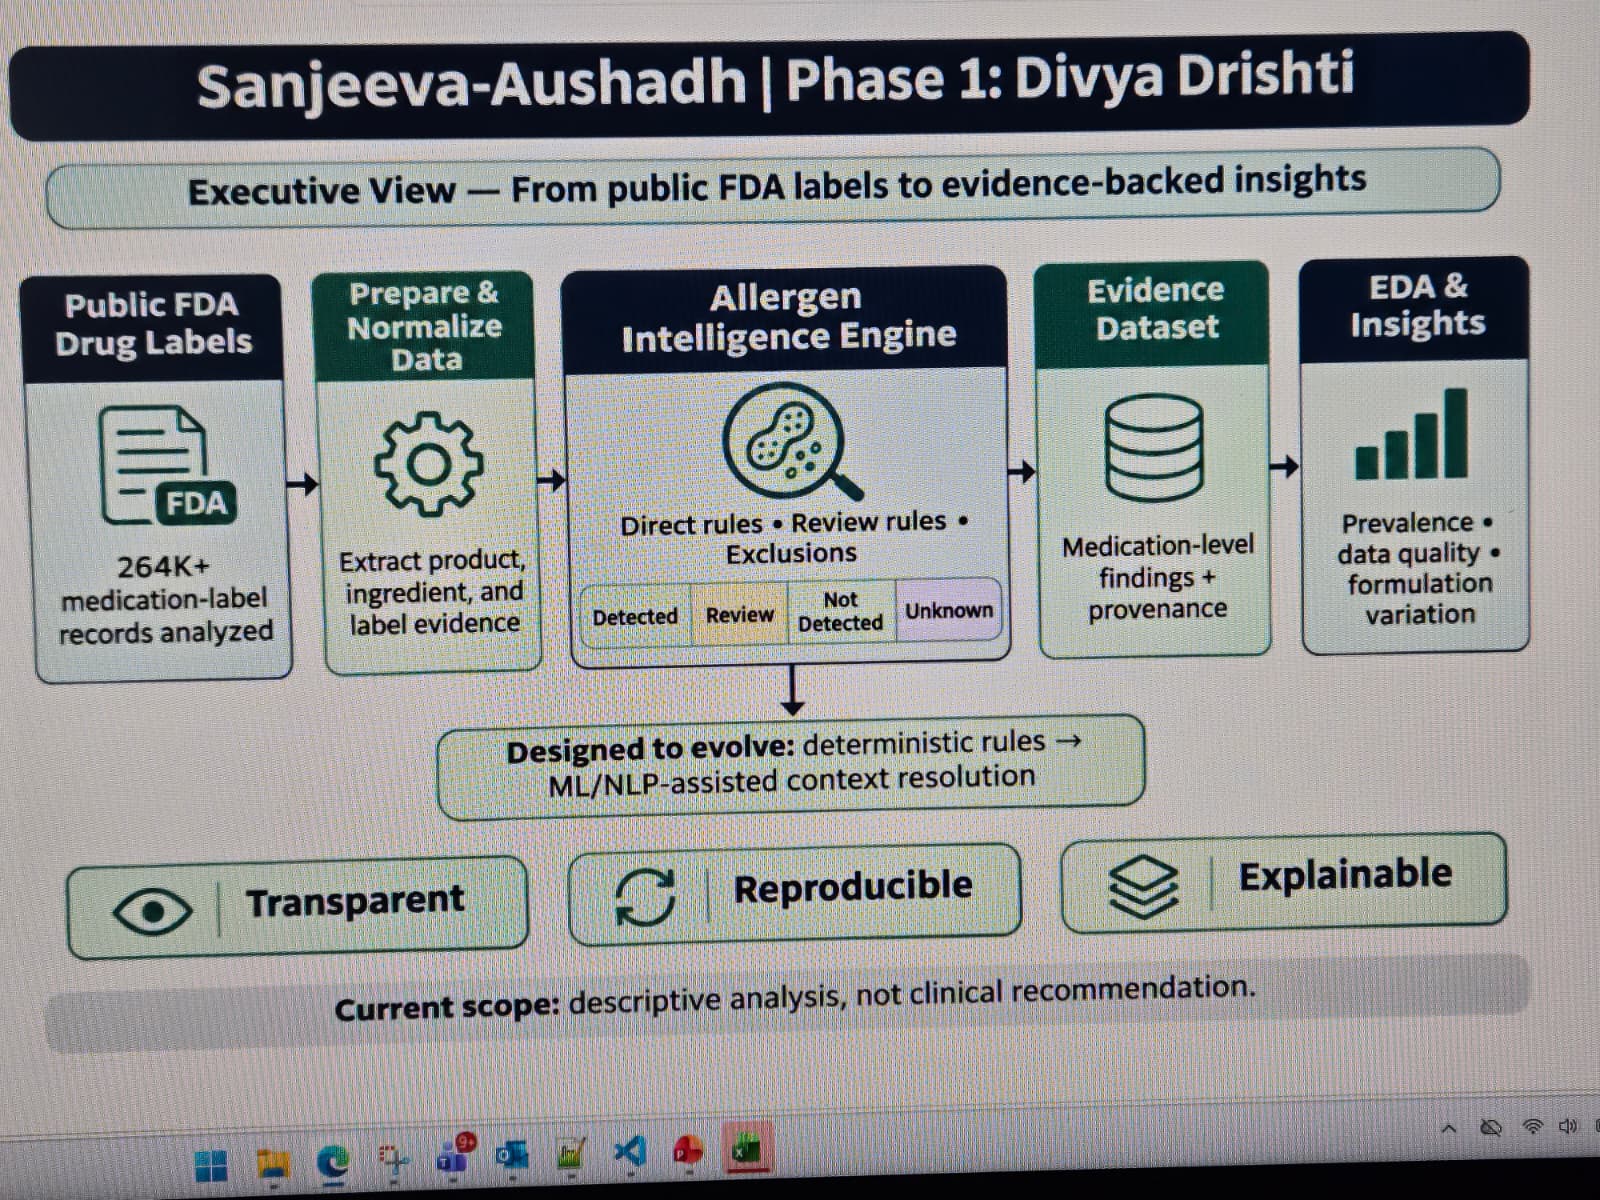 Sanjeeva-Aushadh | Phase 1: Divya Drishti
Executive View — From public FDA labels to evidence-backed insights
Public FDA
Drug Labels
FDA
264K+
medication-label
records analyzed
Prepare &
Normalize
Data
Extract product,
ingredient, and
label evidence
Allergen
Intelligence Engine
Direct rules • Review rules •
Exclusions
Detected
Review
Not
Detected
Unknown
Evidence
Dataset
Medication-level
findings +
provenance
EDA &
Insights
Prevalence •
data quality •
formulation
variation
Designed to evolve: deterministic rules →
ML/NLP-assisted context resolution
Transparent
Reproducible
Explainable
Current scope: descriptive analysis, not clinical recommendation.
9+